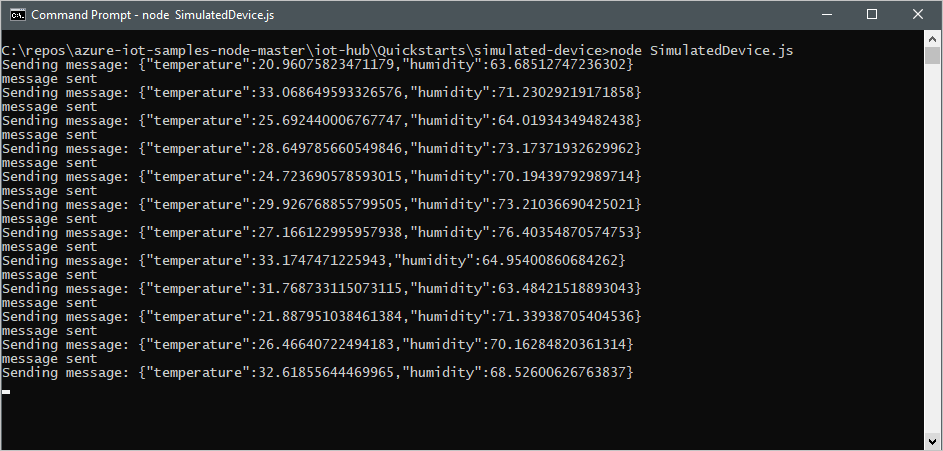 Command Prompt - node SimulatedDevice.js
C:\repos\azure-iot-samples-node-master\iot-hub\Quickstarts\simulated-device>node SimulatedDevice.js
Sending message: {"temperature":20.96075823471179,"humidity":63.68512747236302}
message sent
Sending message: {"temperature":33.068649593326576,"humidity":71.23029219171858}
message sent
Sending message: {"temperature":25.692440006767747,"humidity":64.01934349482438}
message sent
Sending message: {"temperature":28.649785660549846,"humidity":73.17371932629962}
message sent
Sending message: {"temperature":24.723690578593015,"humidity":70.19439792989714}
message sent
Sending message: {"temperature":29.926768855799505,"humidity":73.21036690425021}
message sent
Sending message: {"temperature":27.166122995957938,"humidity":76.40354870574753}
message sent
Sending message: {"temperature":33.1747471225943,"humidity":64.95400860684262}
message sent
Sending message: {"temperature":31.768733115073115,"humidity":63.48421518893043}
message sent
Sending message: {"temperature":21.887951038461384,"humidity":71.33938705404536}
message sent
Sending message: {"temperature":26.46640722494183,"humidity":70.16284820361314}
message sent
Sending message: {"temperature":32.61855644469965,"humidity":68.52600626763837}